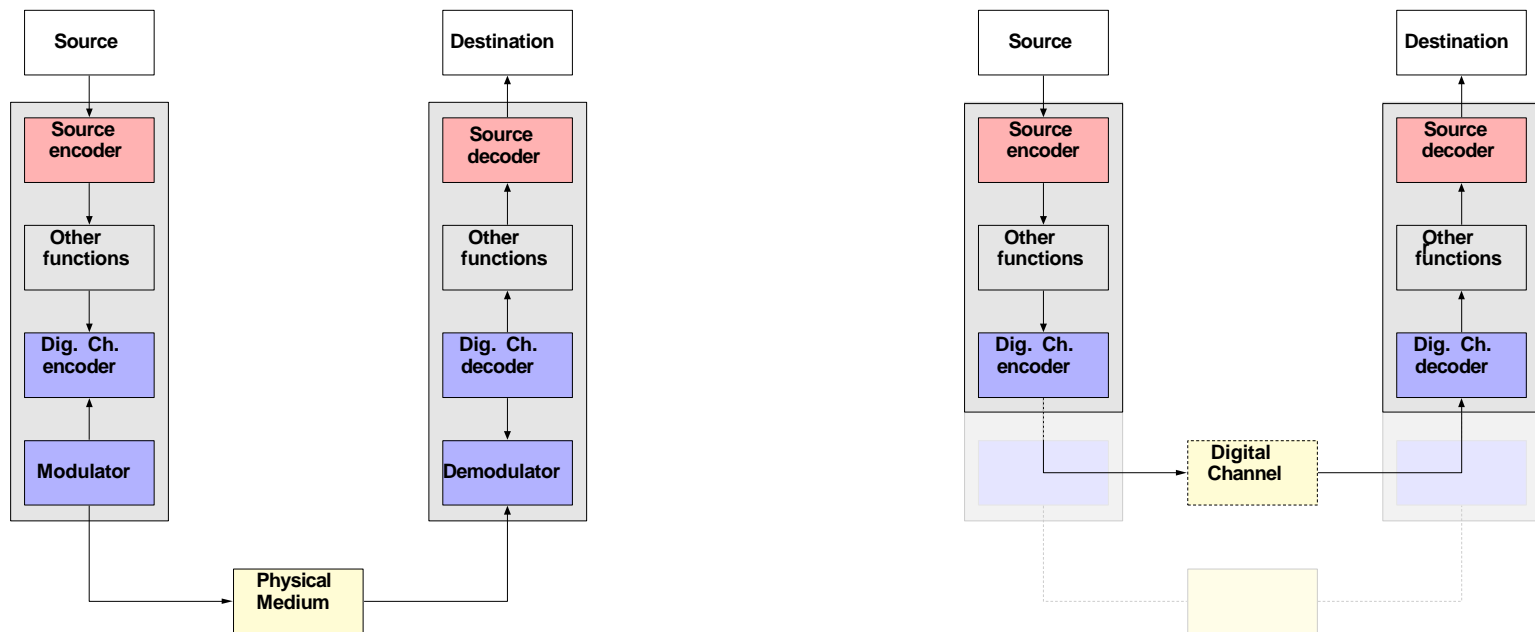 Source
Source
encoder
Other
functions
Dig. Ch.
encoder
Modulator
Physical
Medium
Destination
Source
decoder
Other
functions
Dig. Ch.
decoder
Demodulator
Source
Source
encoder
Other
functions
Dig. Ch.
encoder
Digital
Channel
Destination
Source
decoder
Other
functions
Dig. Ch.
decoder